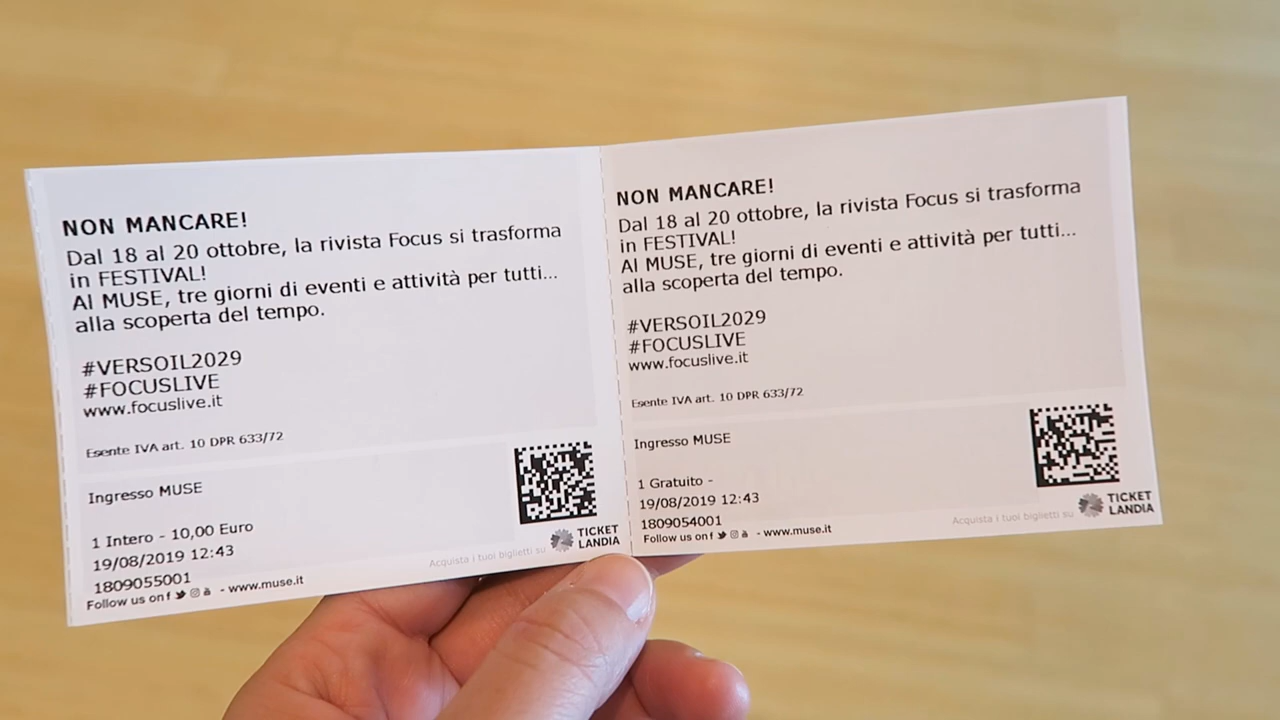 NON MANCARE!
Dal 18 al 20 ottobre, la rivista Focus si trasforma
in FESTIVAL!
Al MUSE, tre giorni di eventi e attività per tutti...
alla scoperta del tempo.
#VERSOIL2029
#FOCUSLIVE
www.focuslive.it
Esente IVA art. 10 DPR 633/72
Ingresso MUSE
1 Intero - 10,00 Euro
19/08/2019 12:43
1809055001
Follow us on - www.muse.it
Acquista i tuoi biglietti su
TICKET
LANDIA
NON MANCARE!
Dal 18 al 20 ottobre, la rivista Focus si trasforma
in FESTIVAL!
Al MUSE, tre giorni di eventi e attività per tutti...
alla scoperta del tempo.
#VERSOIL2029
#FOCUSLIVE
www.focuslive.it
Esente IVA art. 10 DPR 633/72
Ingresso MUSE
1 Gratuito -
19/08/2019 12:43
1809054001
Follow us on - www.muse.it
Acquista i tuoi biglietti su
TICKET
LANDIA